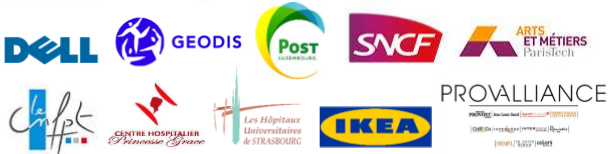 DELL
GEODIS
POST
LUXEMBOURG
SNCF
ARTS
ET MÉTIERS
ParisTech
le
cnfpt
CENTRE HOSPITALIER
Princesse Grace
Les Hôpitaux
Universitaires
de STRASBOURG
IKEA
PROVALLIANCE